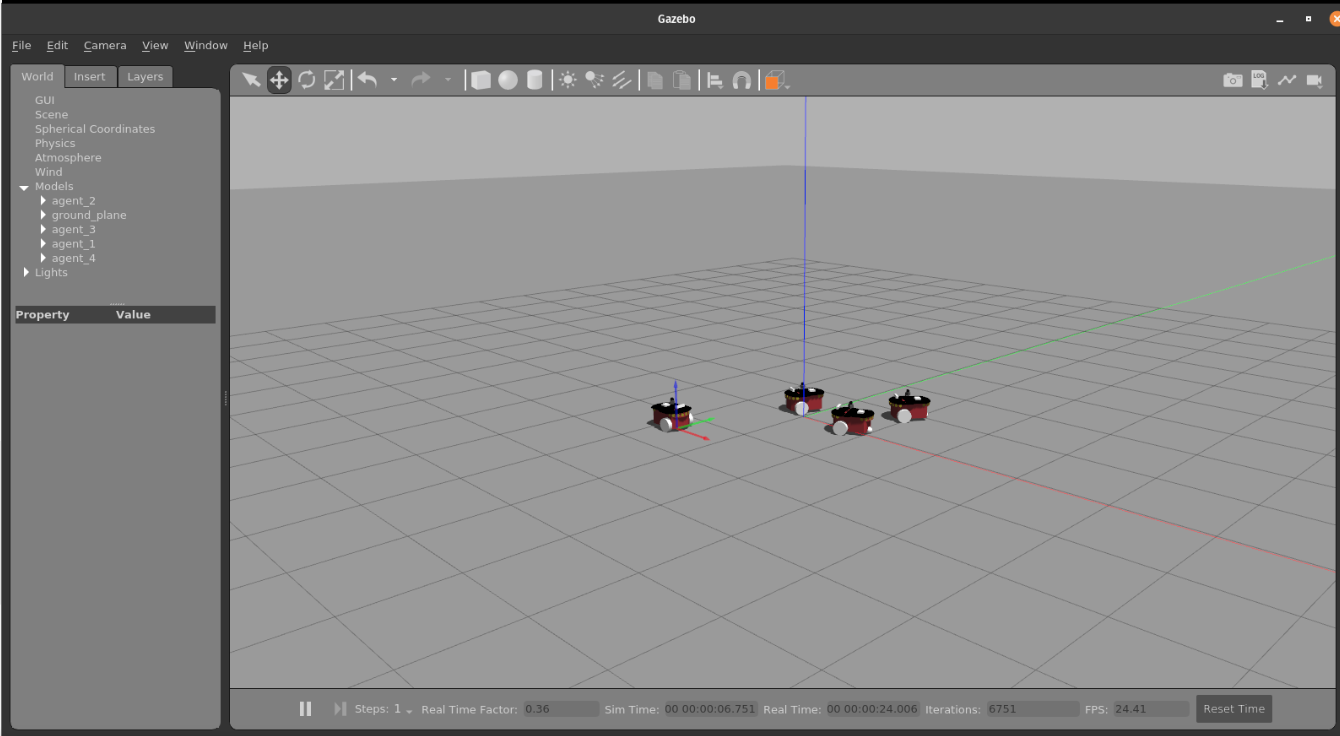 Gazebo
File Edit Camera View Window Help
World Insert Layers
LOG
GUI
Scene
Spherical Coordinates
Physics
Atmosphere
Wind
Models
agent_2
ground_plane
agent_3
agent_1
agent_4
Lights
Property Value
Steps: 1 Real Time Factor: 0.36 Sim Time: 00 00:00:06.751 Real Time: 00 00:00:24.006 Iterations: 6751 FPS: 24.41 Reset Time